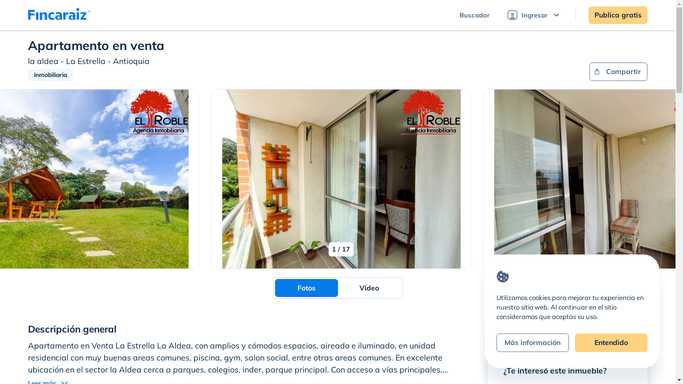 Fincaraiz
Buscador
Ingresar
Publica gratis
Apartamento en venta
la aldea - La Estrella - Antioquia
Inmobiliaria
Compartir
EL ROBLE
Agencia Inmobiliaria
EL ROBLE
Agencia Inmobiliaria
EL ROBLE
Agencia Inmobiliaria
1 / 17
Fotos
Video
Descripción general
Apartamento en Venta La Estrella La Aldea, con amplios y cómodos espacios, aireado e iluminado, en unidad
residencial con muy buenas areas comunes, piscina, gym, salon social, entre otras areas comunes. En excelente
ubicación en el sector la Aldea cerca a parques, colegios, inder, parque principal. Con acceso a vías principales,...
Leer más
Utilizamos cookies para mejorar tu experiencia en
nuestro sitio web. Al continuar en el sitio
consideramos que aceptas su uso.
Más información
Entendido
¿Te interesó este inmueble?